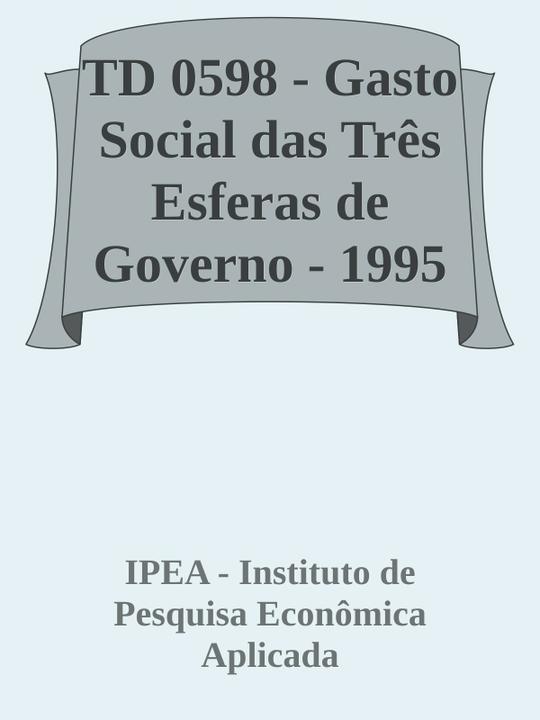 TD 0598 - Gasto
Social das Três
Esferas de
Governo - 1995
IPEA - Instituto de
Pesquisa Econômica
Aplicada